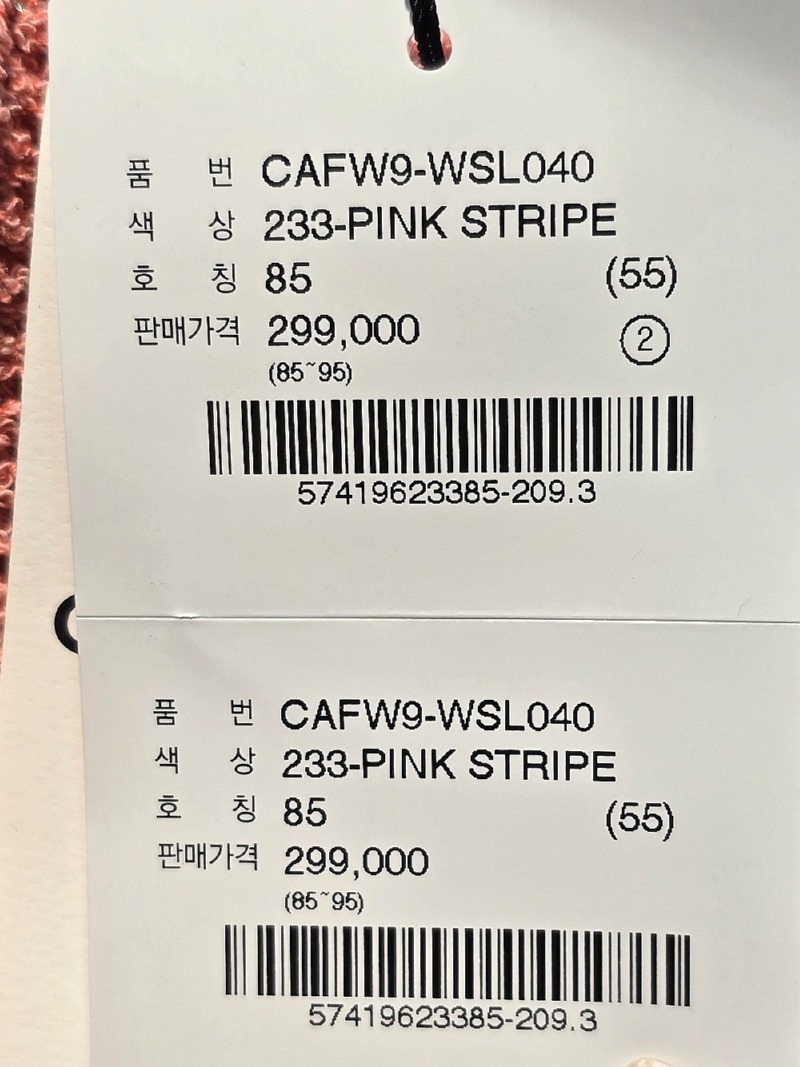 품 번 CAFW9-WSL040
색 상 233-PINK STRIPE
호 칭 85 (55)
판매가격 299,000 ②
(85~95)
57419623385-209.3
품 번 CAFW9-WSL040
색 상 233-PINK STRIPE
호 칭 85 (55)
판매가격 299,000
(85~95)
57419623385-209.3